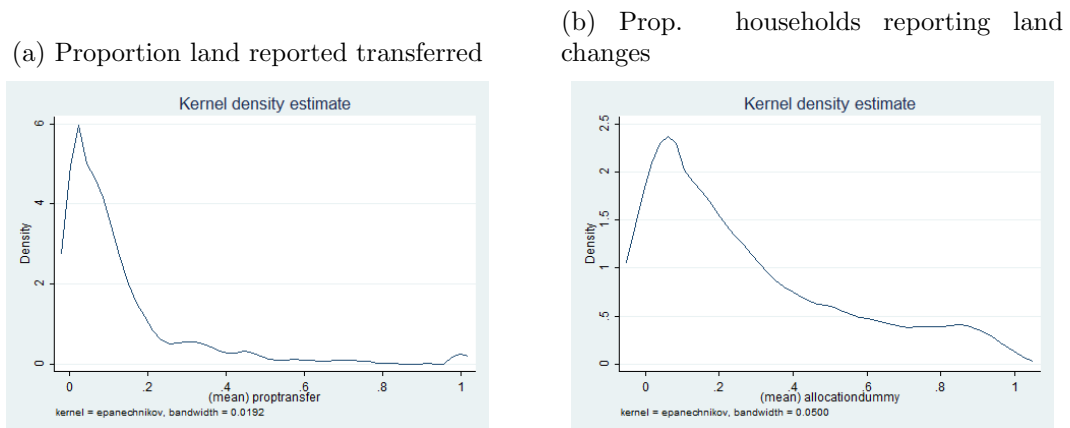 (a) Proportion land reported transferred
(b) Prop. households reporting land
changes
Kernel density estimate
Density
0
2
4
6
0
.2
.4
.6
.8
1
(mean) proptransfer
kernel = epanechnikov, bandwidth = 0.0192
Kernel density estimate
Density
0
.5
1
1.5
2
2.5
0
.2
.4
.6
.8
1
(mean) allocationdummy
kernel = epanechnikov, bandwidth = 0.0500